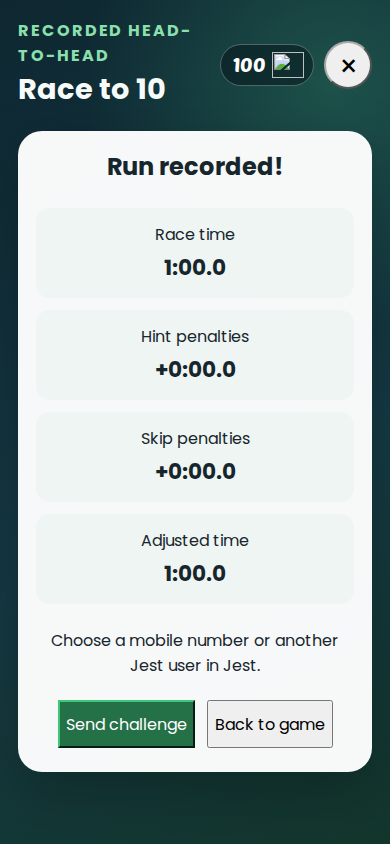 RECORDED HEAD-
TO-HEAD
Race to 10
100
×
Run recorded!
Race time
1:00.0
Hint penalties
+0:00.0
Skip penalties
+0:00.0
Adjusted time
1:00.0
Choose a mobile number or another
Jest user in Jest.
Send challenge
Back to game